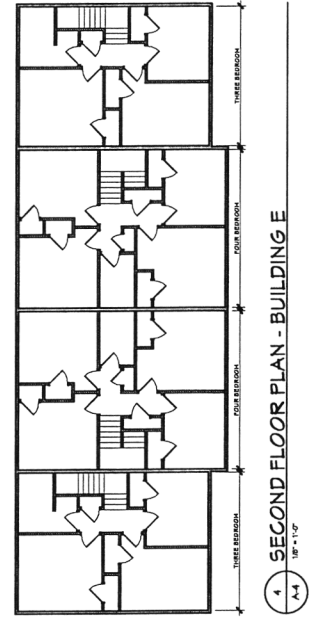 THREE BEDROOM
FOUR BEDROOM
FOUR BEDROOM
THREE BEDROOM
4
A-4
SECOND FLOOR PLAN - BUILDING E
1/8" = 1'-0"